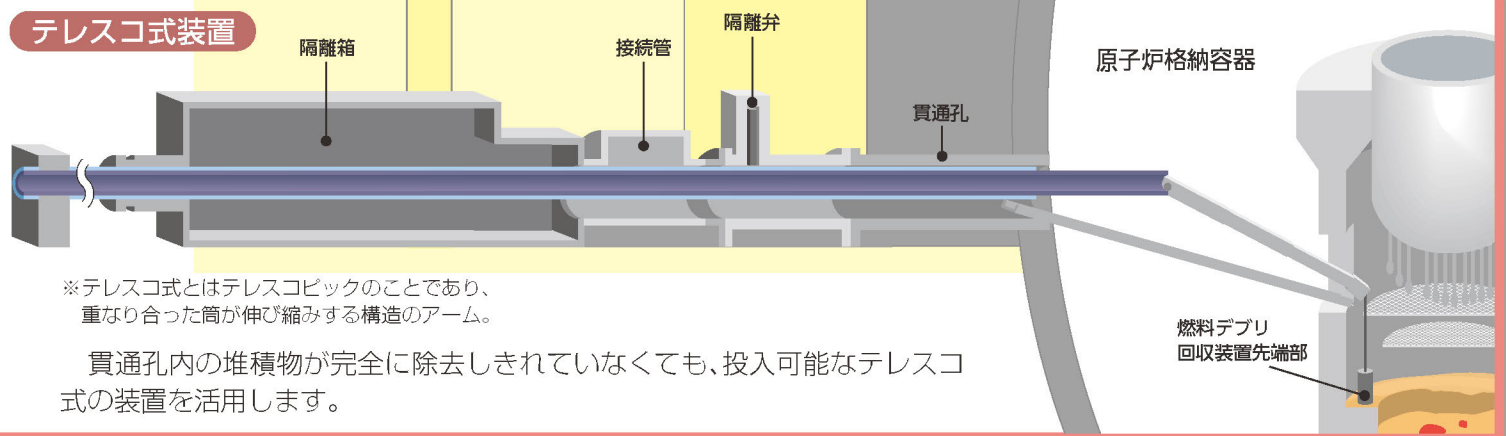 テレスコ式装置
隔離箱
接続管
隔離弁
貫通孔
原子炉格納容器
※テレスコ式とはテレスコピックのことであり、
重なり合った筒が伸び縮みする構造のアーム。
貫通孔内の堆積物が完全に除去しきれていなくても、投入可能なテレスコ
式の装置を活用します。
燃料デブリ
回収装置先端部